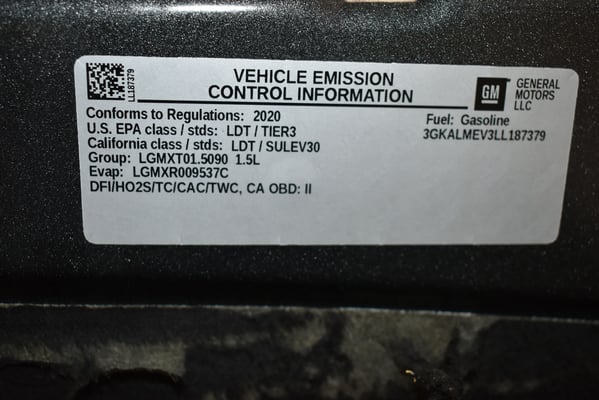 LL187379
VEHICLE EMISSION
CONTROL INFORMATION
GM
GENERAL
MOTORS
LLC
Conforms to Regulations: 2020
U.S. EPA class / stds: LDT / TIER3
California class / stds: LDT / SULEV30
Group: LGMXT01.5090 1.5L
Evap: LGMXR009537C
DFI/HO2S/TC/CAC/TWC, CA OBD: II
Fuel: Gasoline
3GKALMEV3LL187379